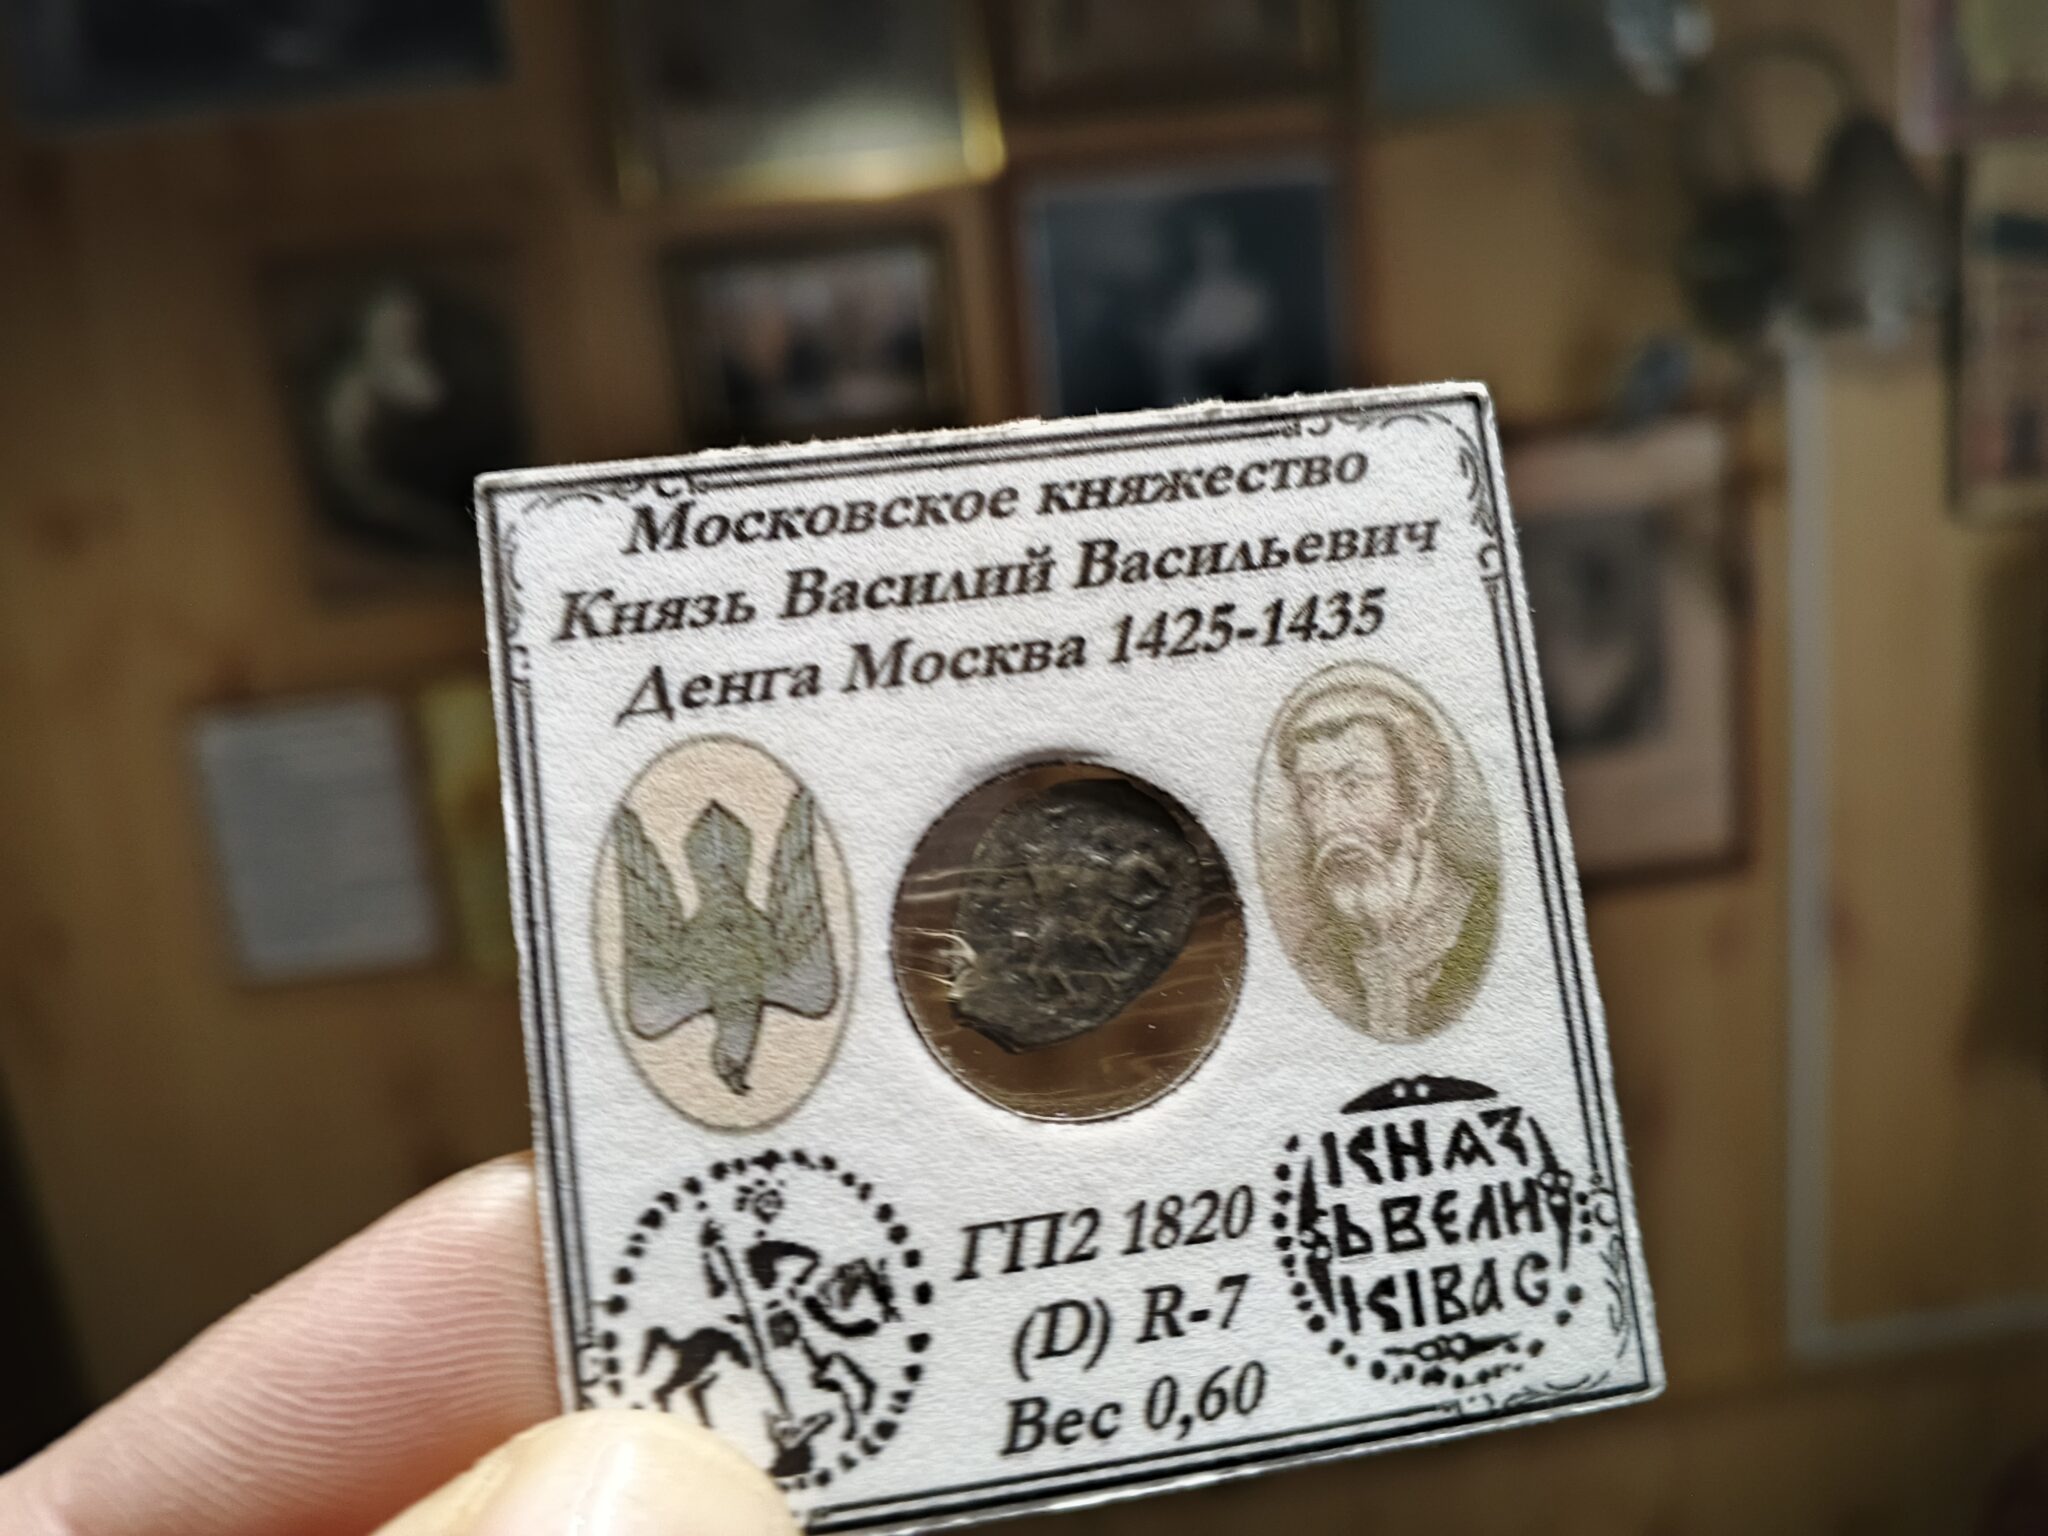 Московское княжество
Князь Василий Васильевич
Денга Москва 1425-1435
ГП2 1820
(D) R-7
Вес 0,60